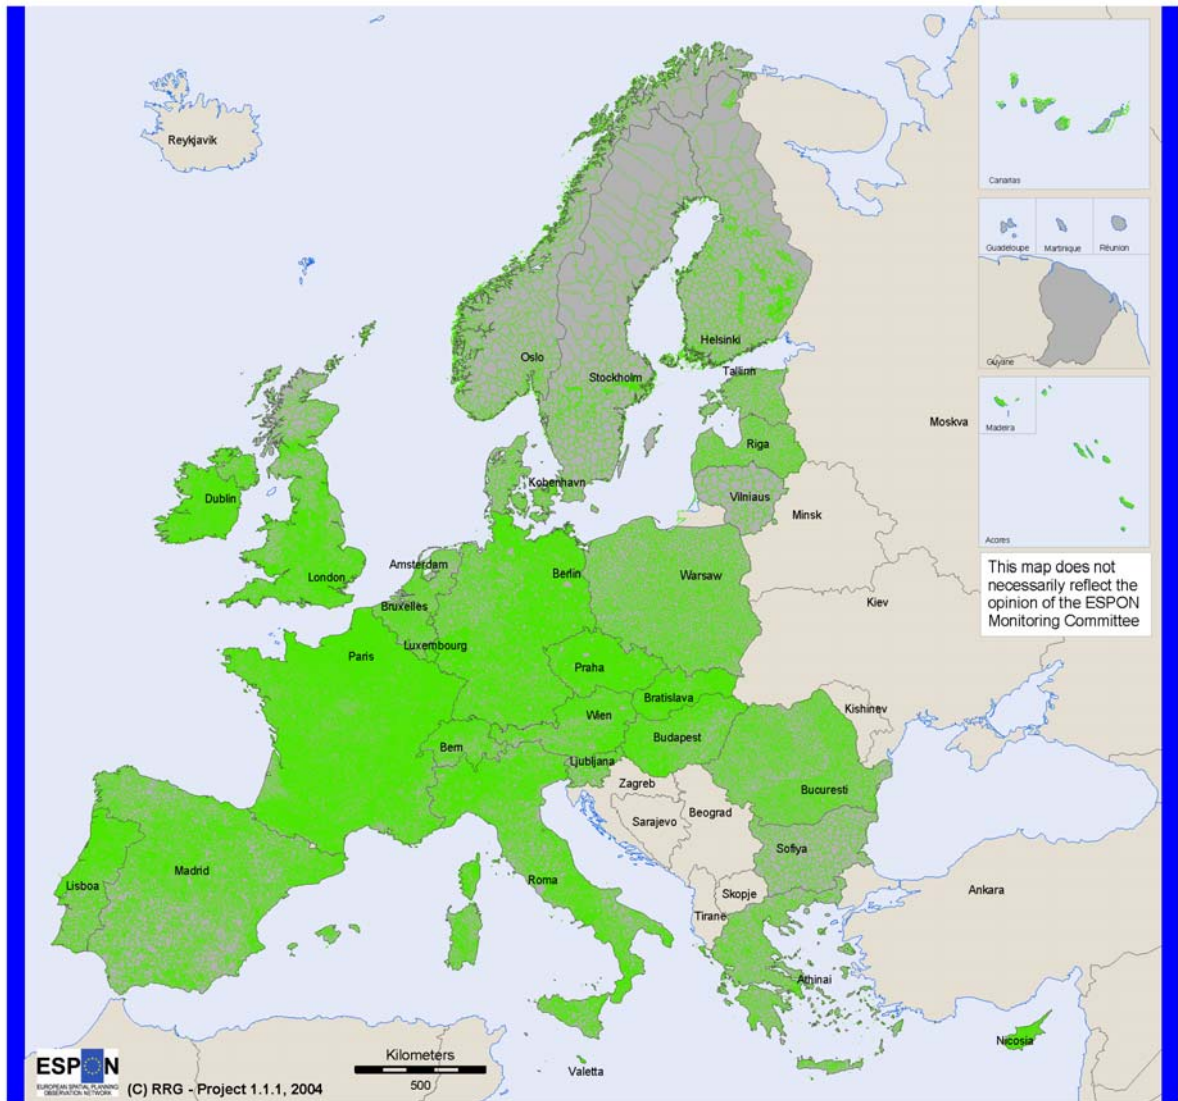 Reykjavik
Canarias
Guadeloupe
Martinique
Réunion
Guyane
Oslo
Helsinki
Stockholm
Tallinn
Madeira
Moskva
Riga
Dublin
Kobenhavn
Vilniaus
Minsk
Acores
Amsterdam
London
Berlin
Warsaw
This map does not
necessarily reflect the
opinion of the ESPON
Monitoring Committee
Bruxelles
Kiev
Luxembourg
Paris
Praha
Bratislava
Kishinev
Wien
Bern
Budapest
Ljubljana
Zagreb
Bucuresti
Beograd
Sarajevo
Sofiya
Madrid
Lisboa
Roma
Skopje
Ankara
Tirane
Athinai
Nicosia
ESPON
EUROPEAN SPATIAL PLANNING
OBSERVATION NETWORK
(C) RRG - Project 1.1.1, 2004
Kilometers
500
Valetta